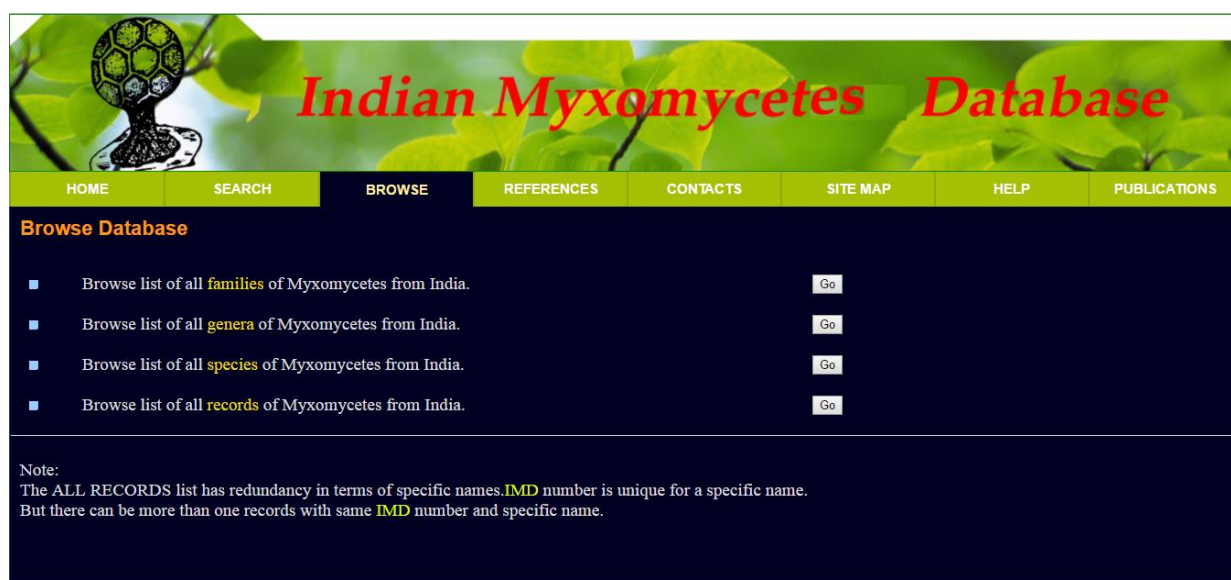 Indian Myxomycetes Database
HOME SEARCH BROWSE REFERENCES CONTACTS SITE MAP HELP PUBLICATIONS
Browse Database
Browse list of all families of Myxomycetes from India. Go
Browse list of all genera of Myxomycetes from India. Go
Browse list of all species of Myxomycetes from India. Go
Browse list of all records of Myxomycetes from India. Go
Note:
The ALL RECORDS list has redundancy in terms of specific names.IMD number is unique for a specific name.
But there can be more than one records with same IMD number and specific name.